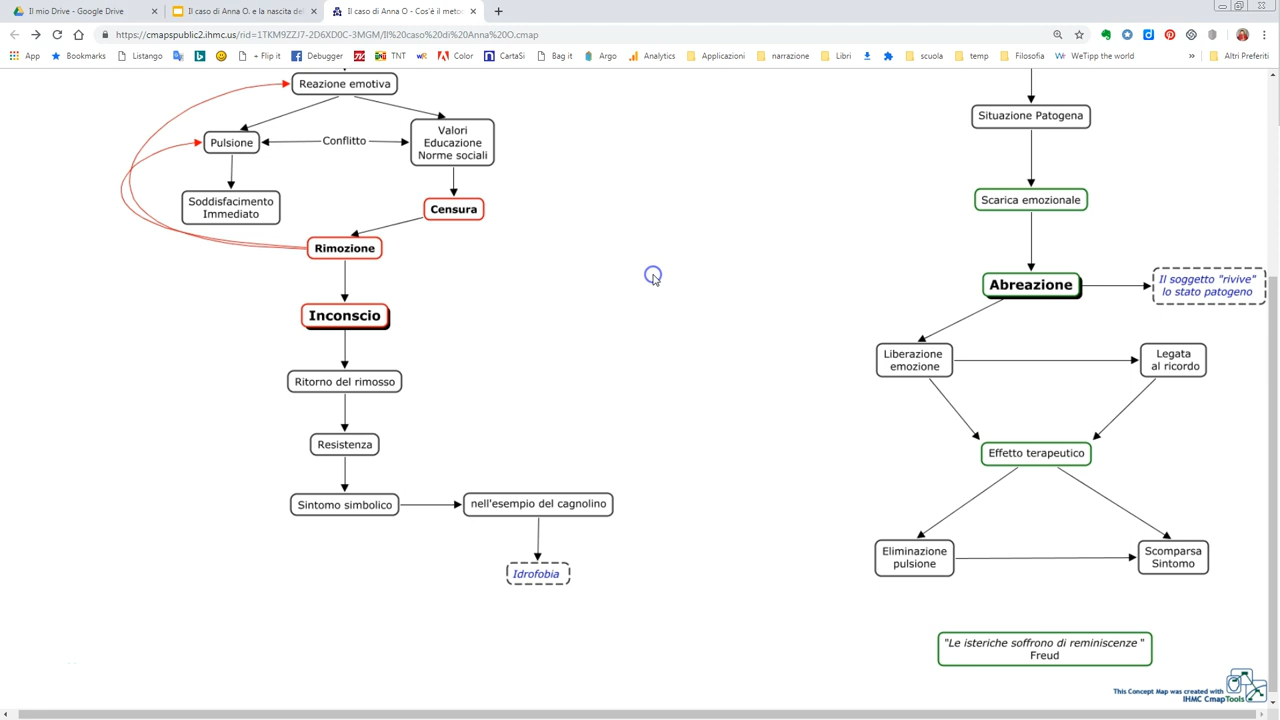 Il mio Drive - Google Drive
Il caso di Anna O. e la nascita del
Il caso di Anna O - Cos'è il meto
https://cmapspublic2.ihmc.us/rid=1TKM9ZZJ7-2D6XD0C-3MGM/Il%20caso%20di%20Anna%20O.cmap
App
Bookmarks
Listango
+ Flip it
Debugger
TNT
Color
CartaSi
Bag it
Argo
Analytics
Applicazioni
narrazione
Libri
scuola
temp
Filosofia
WeTipp the world
»
Altri Preferiti
Reazione emotiva
Pulsione
Conflitto
Valori
Educazione
Norme sociali
Soddisfacimento
Immediato
Censura
Rimozione
Inconscio
Ritorno del rimosso
Resistenza
Sintomo simbolico
nell'esempio del cagnolino
Idrofobia
Situazione Patogena
Scarica emozionale
Abreazione
Il soggetto "rivive"
lo stato patogeno
Liberazione
emozione
Legata
al ricordo
Effetto terapeutico
Eliminazione
pulsione
Scomparsa
Sintomo
"Le isteriche soffrono di reminiscenze "
Freud
This Concept Map was created with
IHMC CmapTools